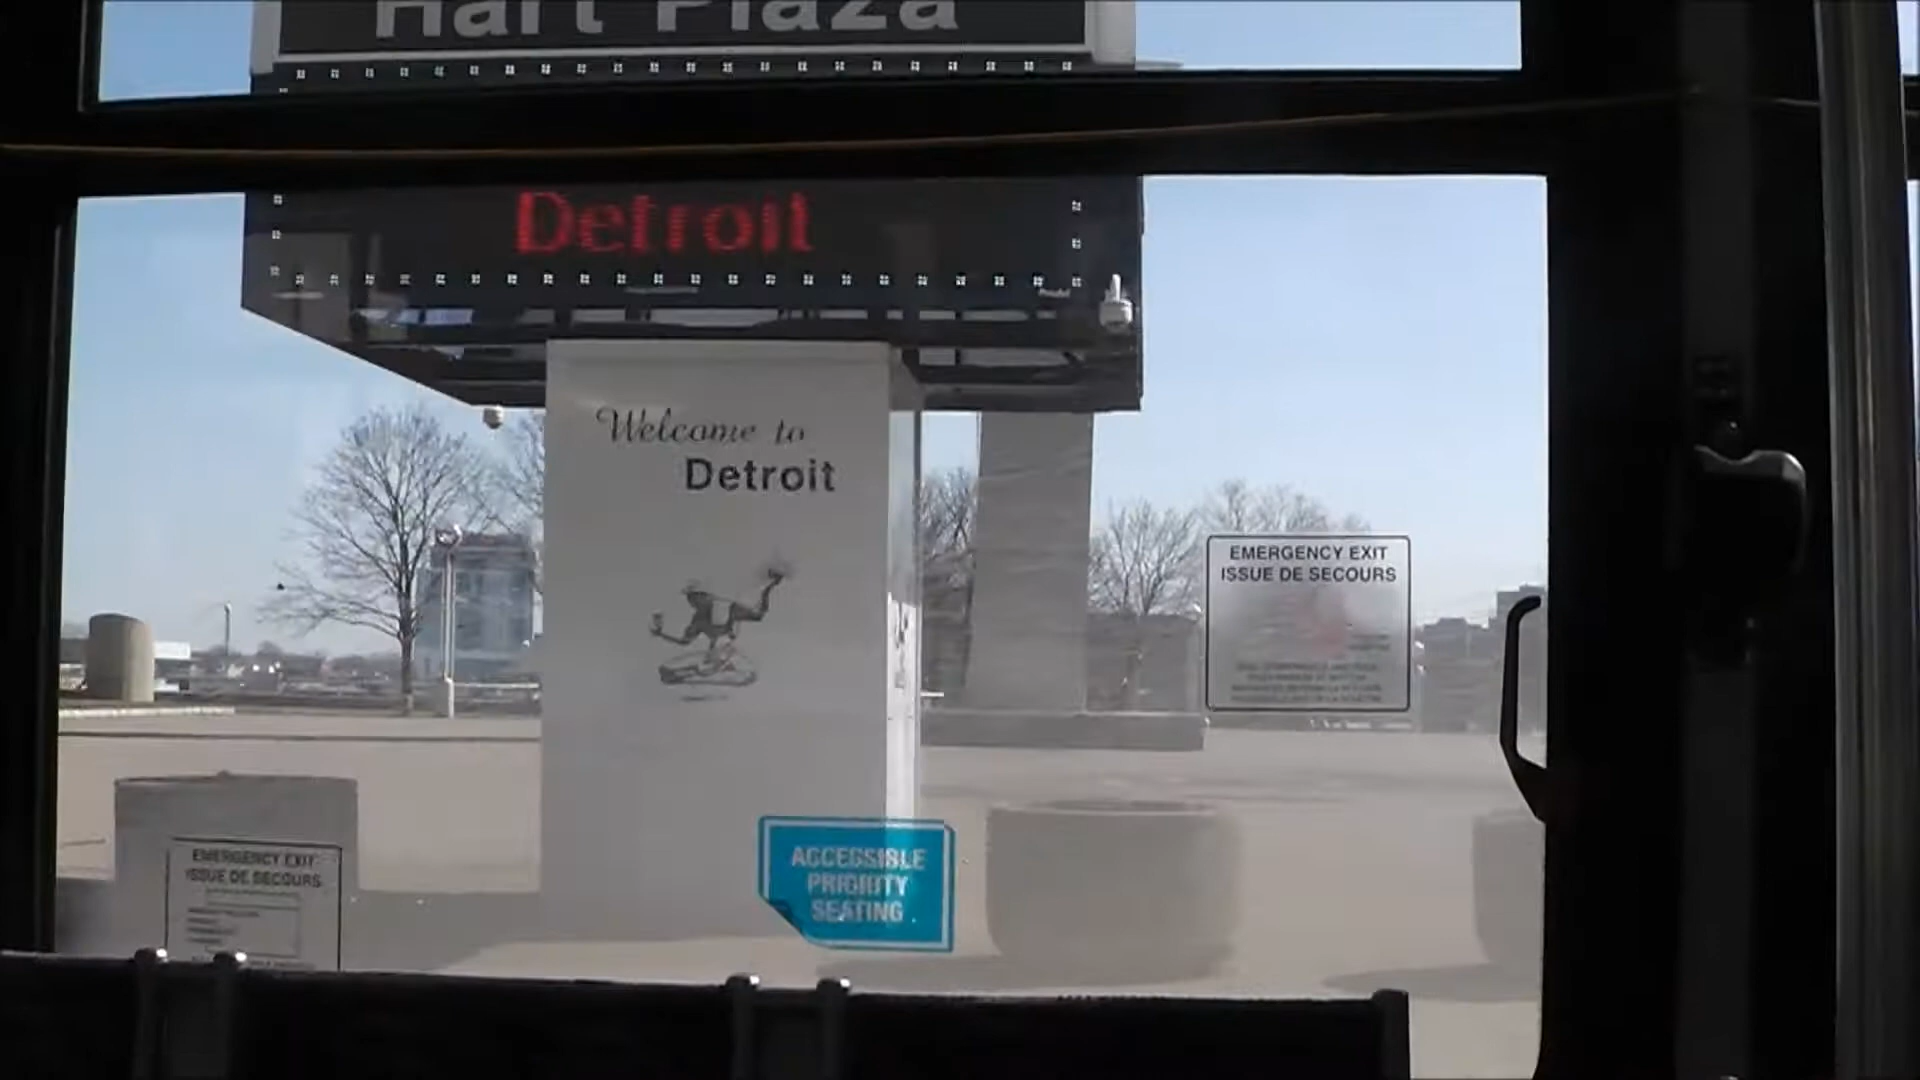 Hart Plaza
Detroit
Welcome to
Detroit
EMERGENCY EXIT
ISSUE DE SECOURS
ACCESSIBLE
PRIORITY
SEATING
EMERGENCY EXIT
ISSUE DE SECOURS